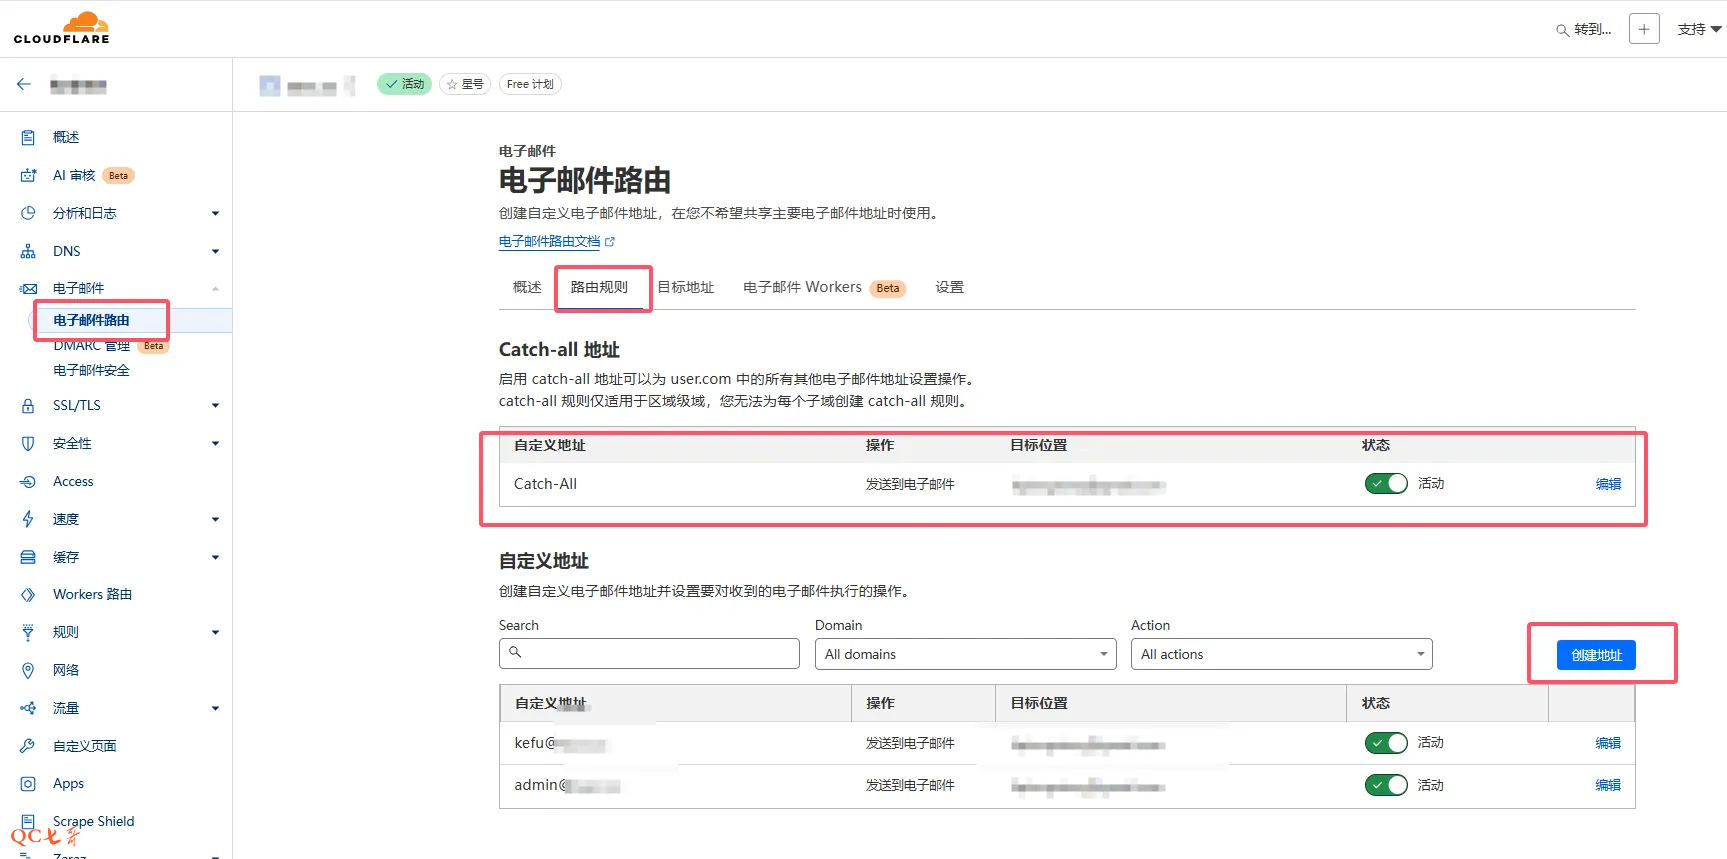 CLOUDFLARE
转到...
支持
活动
星号
Free 计划
概述
AI 审核 Beta
分析和日志
DNS
电子邮件
电子邮件路由
DMARC 管理 Beta
电子邮件安全
SSL/TLS
安全性
Access
速度
缓存
Workers 路由
规则
网络
流量
自定义页面
Apps
Scrape Shield
Zaraz
QC七哥
电子邮件
电子邮件路由
创建自定义电子邮件地址，在您不希望共享主要电子邮件地址时使用。
电子邮件路由文档
概述 路由规则 目标地址 电子邮件 Workers Beta 设置
Catch-all 地址
启用 catch-all 地址可以为 user.com 中的所有其他电子邮件地址设置操作。
catch-all 规则仅适用于区域级域，您无法为每个子域创建 catch-all 规则。
自定义地址 操作 目标位置 状态
Catch-All 发送到电子邮件 活动 编辑
自定义地址
创建自定义电子邮件地址并设置要对收到的电子邮件执行的操作。
Search Domain Action
All domains All actions 创建地址
自定义地址 操作 目标位置 状态
kefu@ 发送到电子邮件 活动 编辑
admin@ 发送到电子邮件 活动 编辑